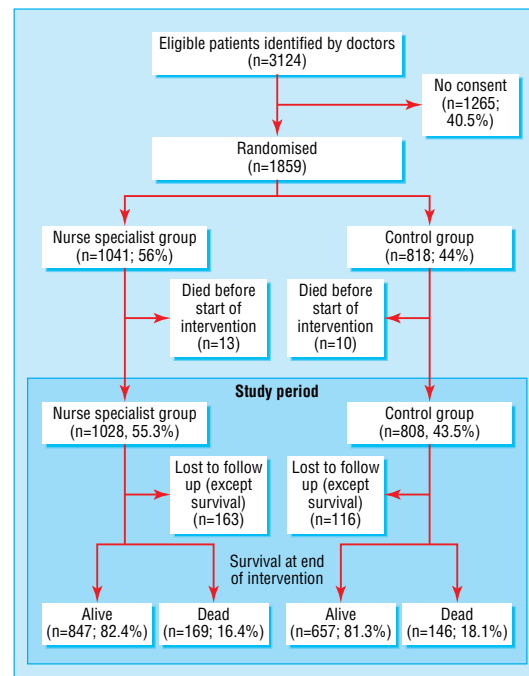 Eligible patients identified by doctors
(n=3124)
No consent
(n=1265;
40.5%)
Randomised
(n=1859)
Nurse specialist group
(n=1041; 56%)
Control group
(n=818; 44%)
Died before
start of
intervention
(n=13)
Died before
start of
intervention
(n=10)
Study period
Nurse specialist group
(n=1028, 55.3%)
Control group
(n=808, 43.5%)
Lost to follow
up (except
survival)
(n=163)
Lost to follow
up (except
survival)
(n=116)
Survival at end
of intervention
Alive
(n=847; 82.4%)
Dead
(n=169; 16.4%)
Alive
(n=657; 81.3%)
Dead
(n=146; 18.1%)